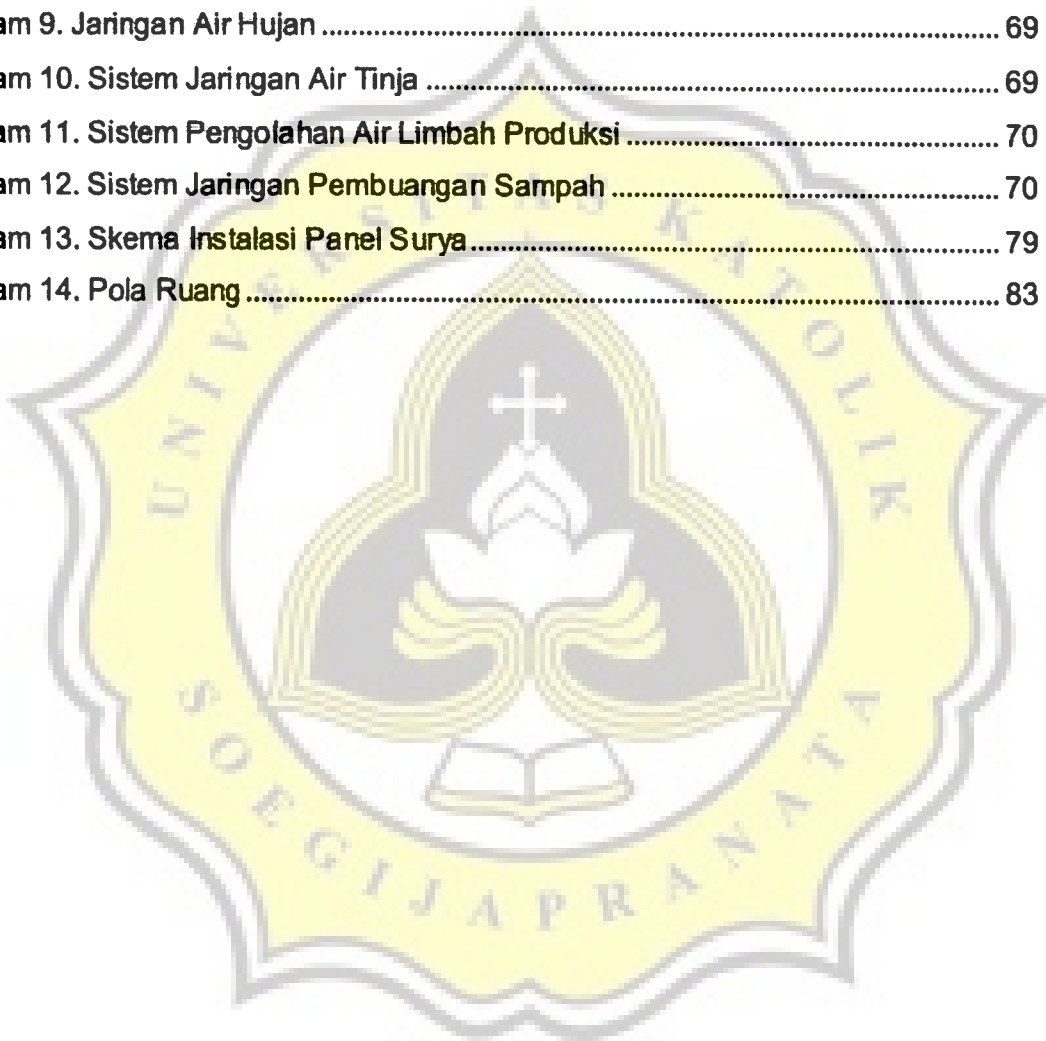 am 9. Jaringan Air Hujan ........ 69
am 10. Sistem Jaringan Air Tinja ........ 69
am 11. Sistem Pengolahan Air Limbah Produksi ........ 70
am 12. Sistem Jaringan Pembuangan Sampah ........ 70
am 13. Skema Instalasi Panel Surya ........ 79
am 14. Pola Ruang ........ 83
UNIVERSITAS KATOLIK
SOEGIJAPRANATA